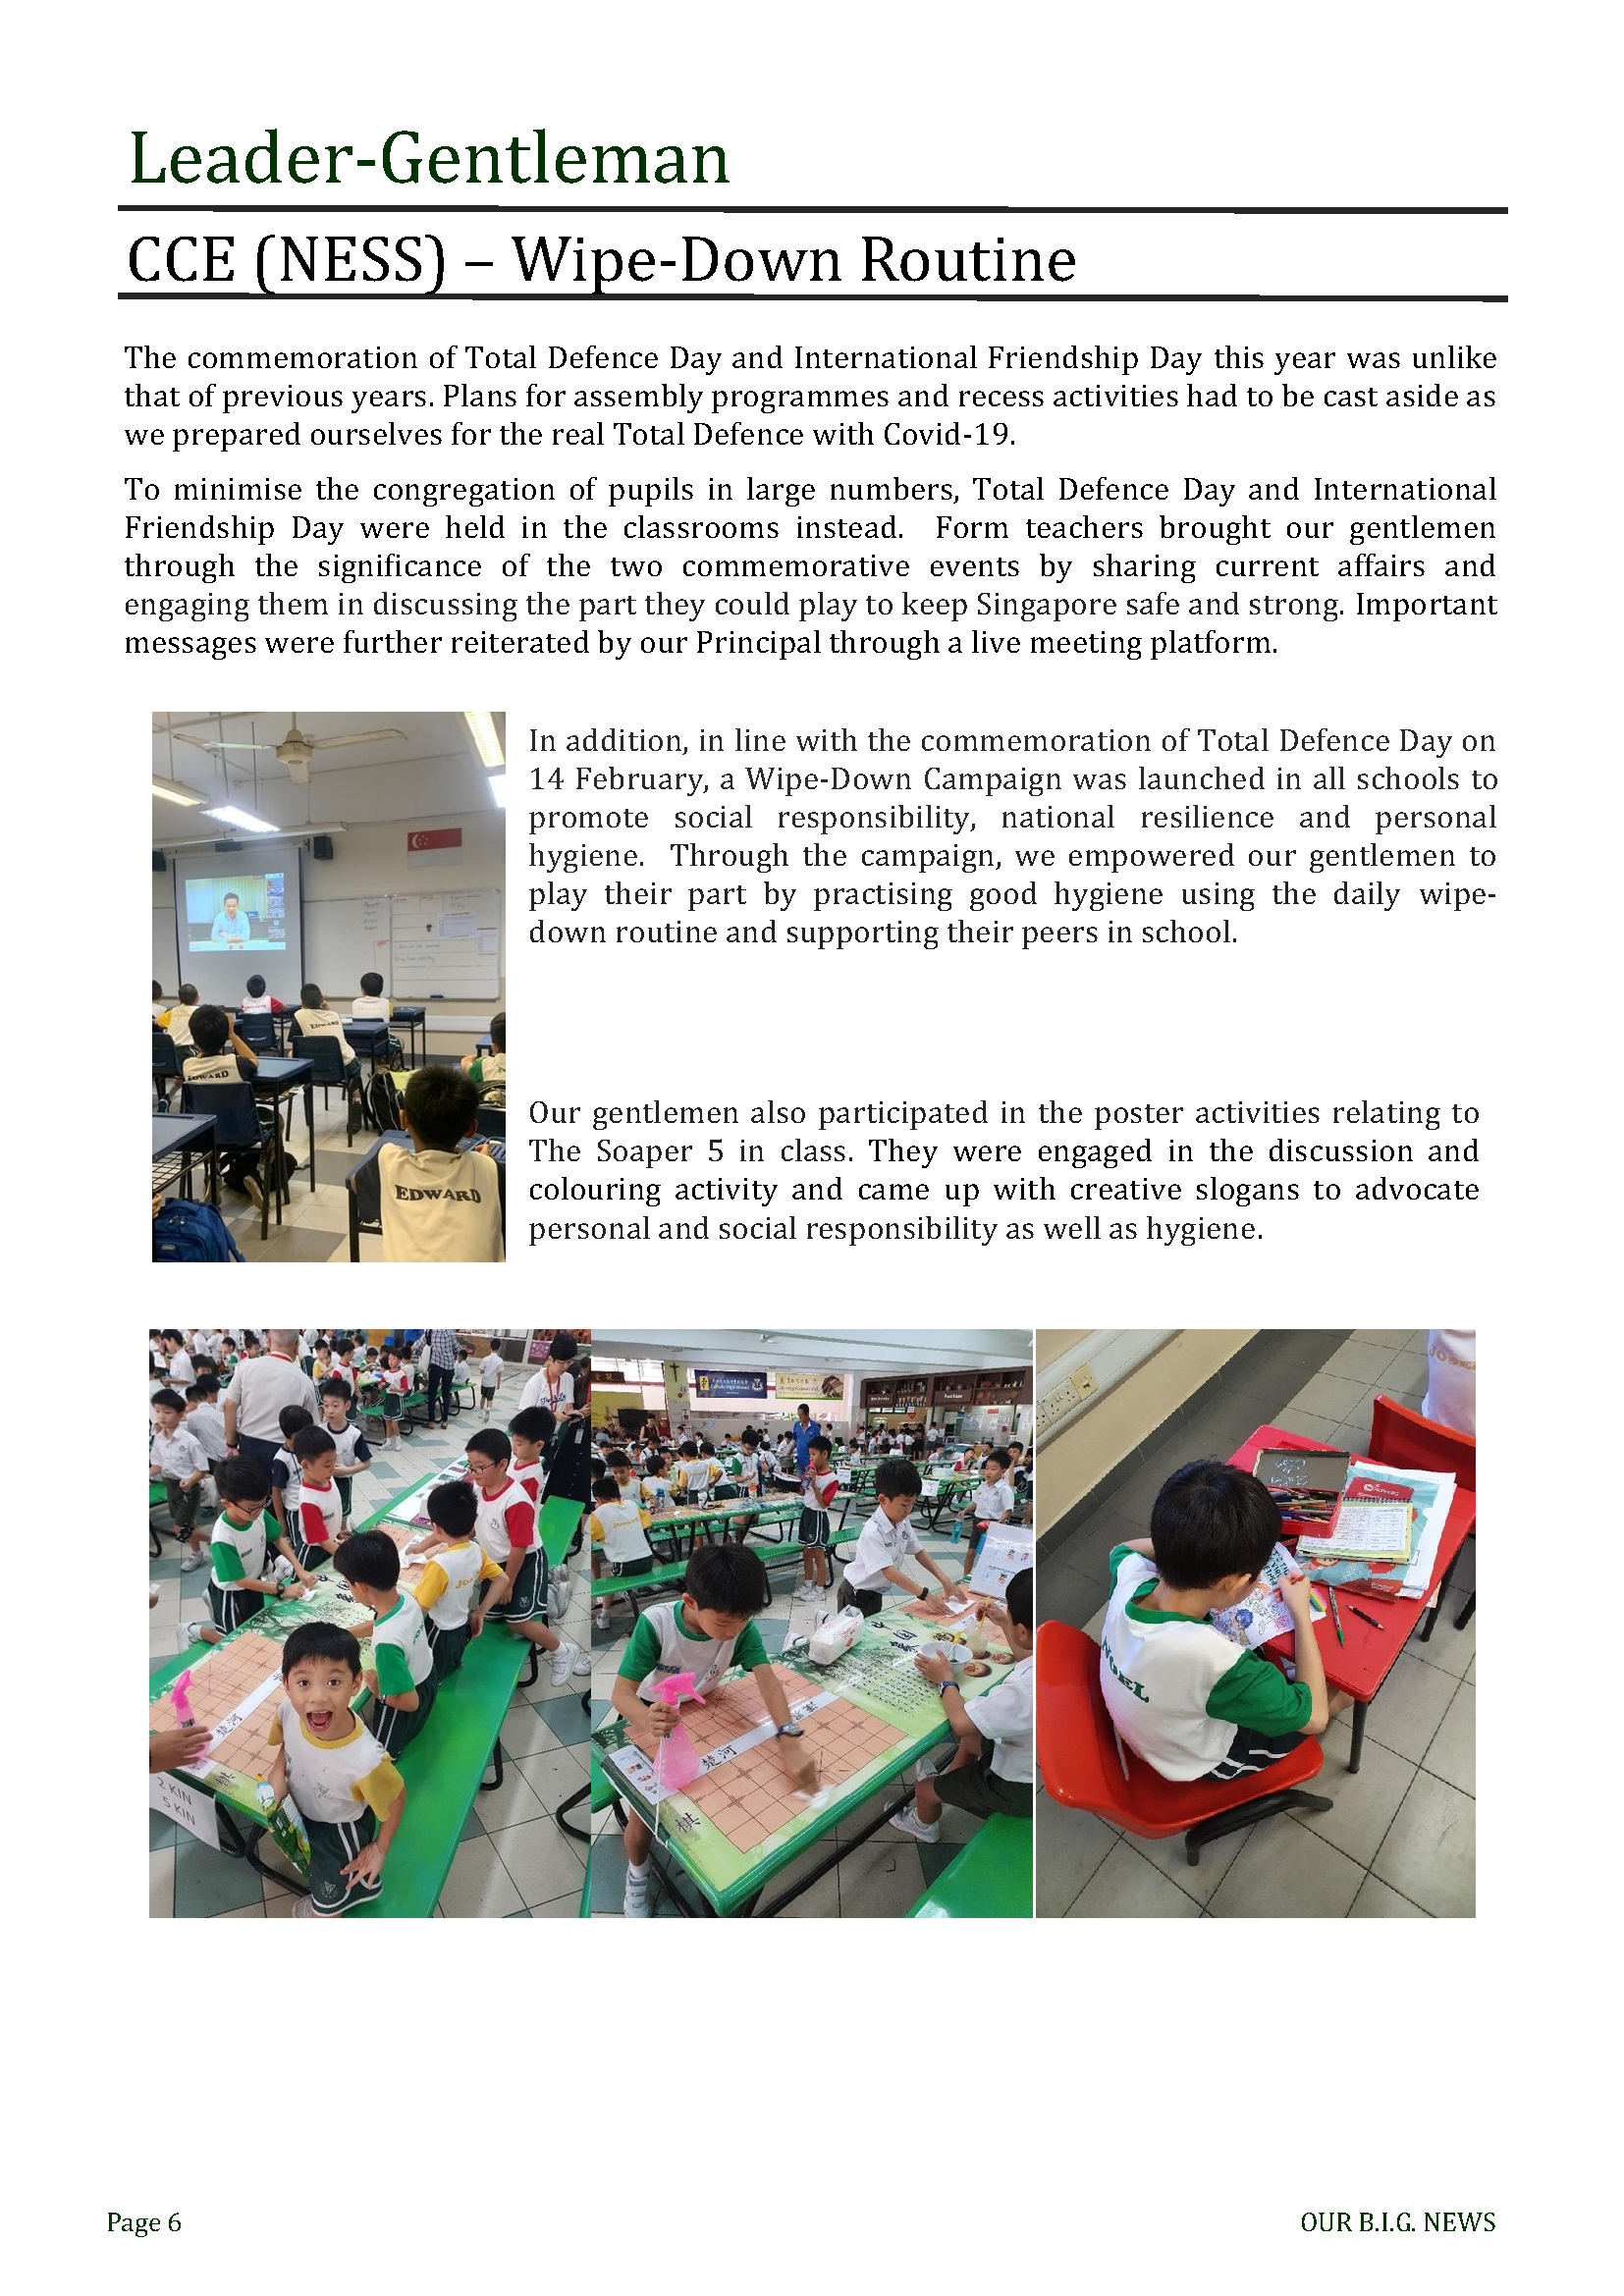 Leader-Gentleman
CCE (NESS) – Wipe-Down Routine
The commemoration of Total Defence Day and International Friendship Day this year was unlike
that of previous years. Plans for assembly programmes and recess activities had to be cast aside as
we prepared ourselves for the real Total Defence with Covid-19.
To minimise the congregation of pupils in large numbers, Total Defence Day and International
Friendship Day were held in the classrooms instead. Form teachers brought our gentlemen
through the significance of the two commemorative events by sharing current affairs and
engaging them in discussing the part they could play to keep Singapore safe and strong. Important
messages were further reiterated by our Principal through a live meeting platform.
In addition, in line with the commemoration of Total Defence Day on
14 February, a Wipe-Down Campaign was launched in all schools to
promote social responsibility, national resilience and personal
hygiene. Through the campaign, we empowered our gentlemen to
play their part by practising good hygiene using the daily wipe-
down routine and supporting their peers in school.
EDWARD
EDWARD
EDWARD
Our gentlemen also participated in the poster activities relating to
The Soaper 5 in class. They were engaged in the discussion and
colouring activity and came up with creative slogans to advocate
personal and social responsibility as well as hygiene.
2 KIN
5 KIN
楚河
棋
楚河
棋
Page 6
OUR B.I.G. NEWS